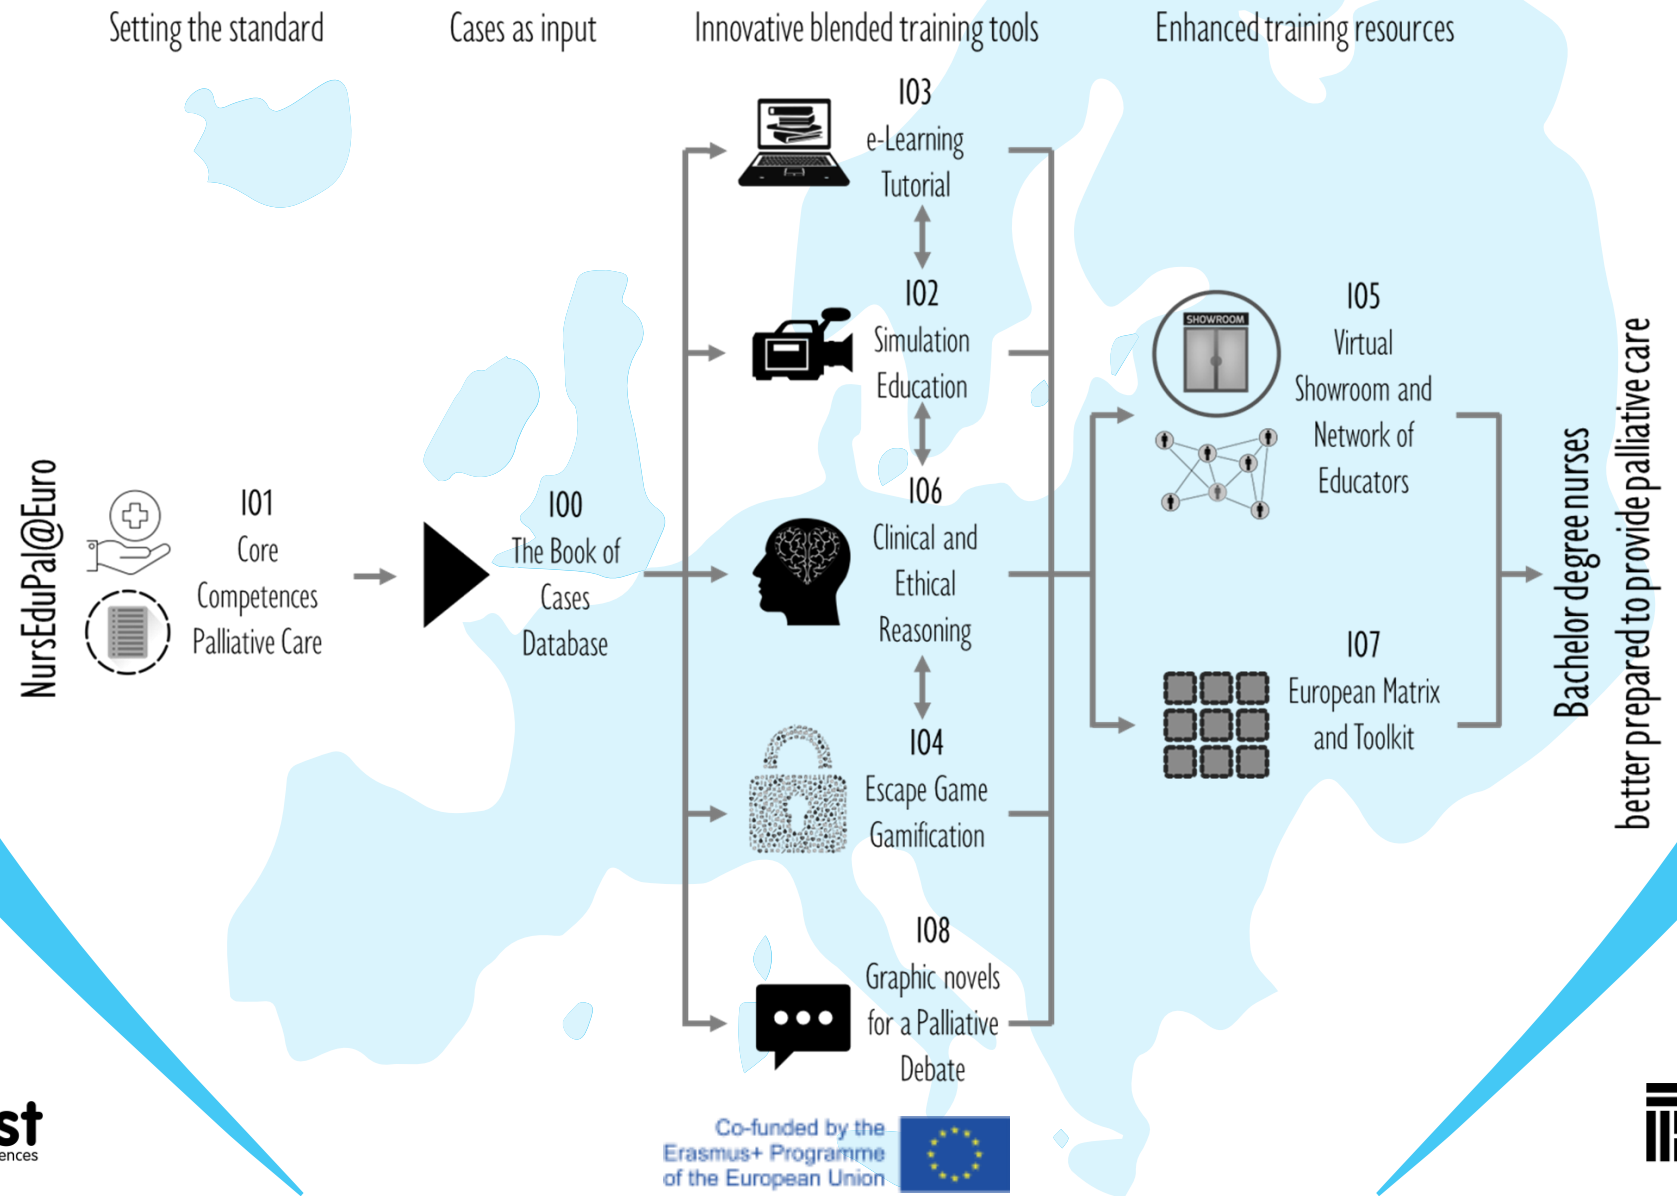 Setting the standard
Cases as input
Innovative blended training tools
Enhanced training resources
NursEduPal@Euro
IO1
Core
Competences
Palliative Care
IO0
The Book of
Cases
Database
IO3
e-Learning
Tutorial
IO2
Simulation
Education
IO6
Clinical and
Ethical
Reasoning
IO4
Escape Game
Gamification
IO8
Graphic novels
for a Palliative
Debate
SHOWROOM
IO5
Virtual
Showroom and
Network of
Educators
IO7
European Matrix
and Toolkit
Bachelor degree nurses
better prepared to provide palliative care
st
ences
Co-funded by the
Erasmus+ Programme
of the European Union